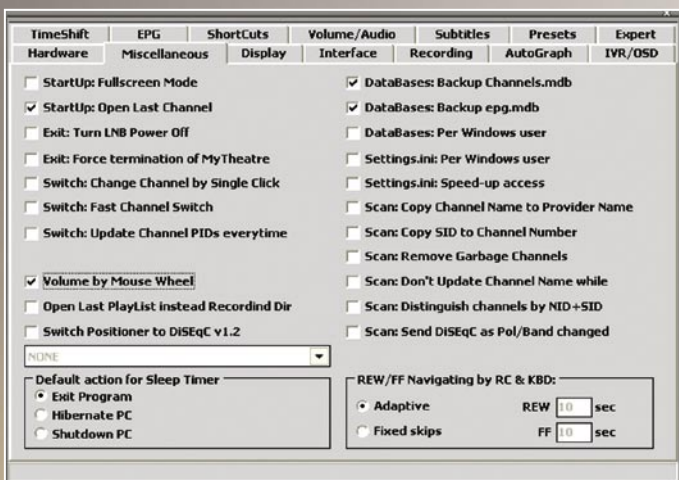 TimeShift EPG ShortCuts Volume/Audio Subtitles Presets Expert
Hardware Miscellaneous Display Interface Recording AutoGraph IVR/OSD
StartUp: Fullscreen Mode
StartUp: Open Last Channel
Exit: Turn LNB Power Off
Exit: Force termination of MyTheatre
Switch: Change Channel by Single Click
Switch: Fast Channel Switch
Switch: Update Channel PIDs everytime
Volume by Mouse Wheel
Open Last PlayList instead Recordind Dir
Switch Positioner to DiSEqC v1.2
NONE
Default action for Sleep Timer
Exit Program
Hibernate PC
Shutdown PC
DataBases: Backup Channels.mdb
DataBases: Backup epg.mdb
DataBases: Per Windows user
Settings.ini: Per Windows user
Settings.ini: Speed-up access
Scan: Copy Channel Name to Provider Name
Scan: Copy SID to Channel Number
Scan: Remove Garbage Channels
Scan: Don't Update Channel Name while
Scan: Distinguish channels by NID+SID
Scan: Send DiSEqC as Pol/Band changed
REW/FF Navigating by RC & KBD:
Adaptive REW 10 sec
Fixed skips FF 10 sec